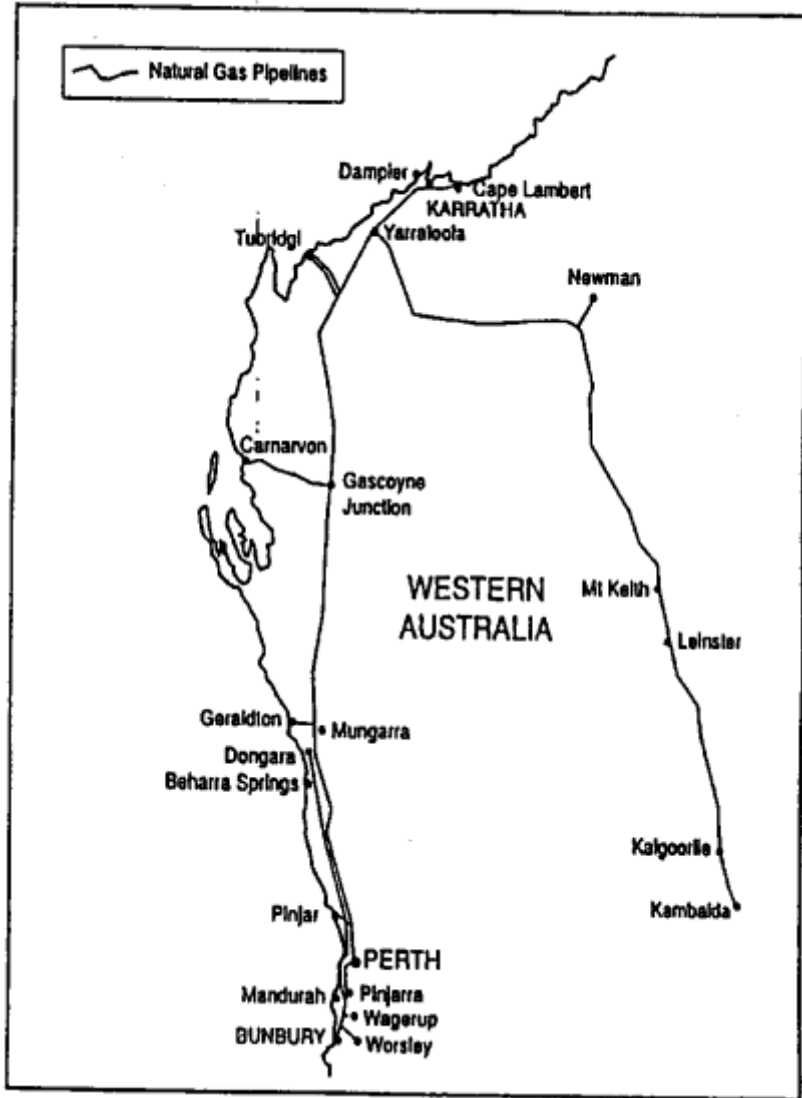 Natural Gas Pipelines
Dampier
Cape Lambert
KARRATHA
Tubridgi
Yarraloola
Newman
Carnarvon
Gascoyne
Junction
WESTERN
AUSTRALIA
Mt Keith
Leinster
Geraldton
Mungarra
Dongara
Beharra Springs
Kalgoorlie
Kambalda
Pinjar
PERTH
Mandurah
Pinjarra
Wagerup
BUNBURY
Worsley